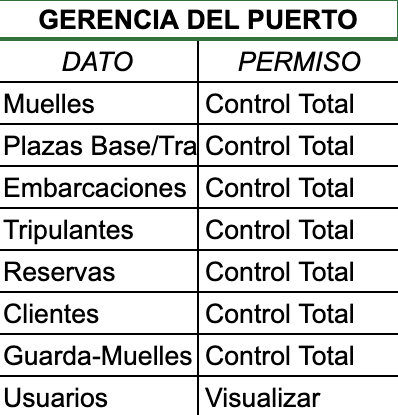 GERENCIA DEL PUERTO
DATO PERMISO
Muelles Control Total
Plazas Base/Tra Control Total
Embarcaciones Control Total
Tripulantes Control Total
Reservas Control Total
Clientes Control Total
Guarda-Muelles Control Total
Usuarios Visualizar